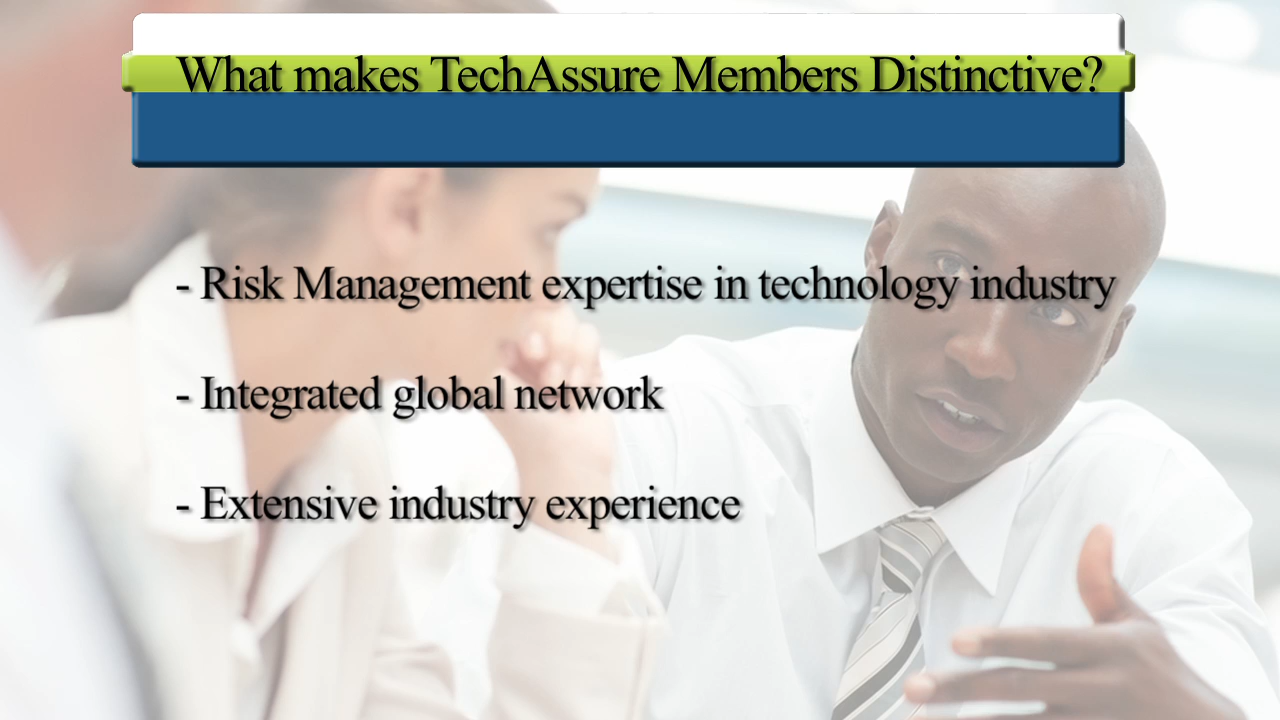 What makes TechAssure Members Distinctive?
- Risk Management expertise in technology industry
- Integrated global network
- Extensive industry experience